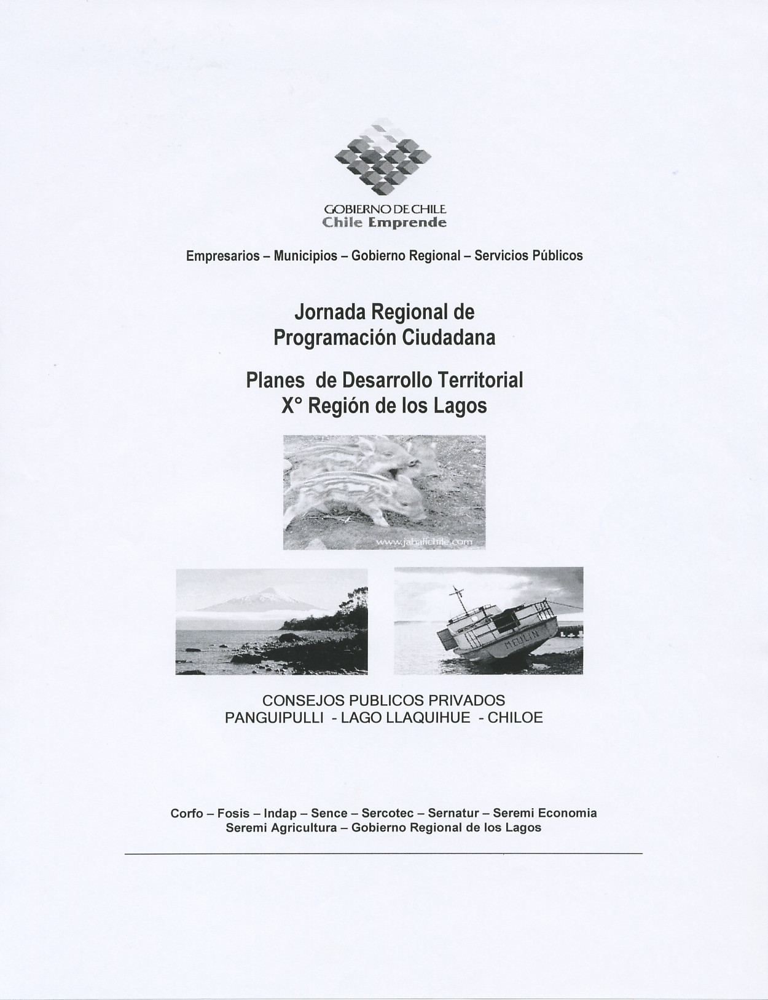 GOBIERNO DE CHILE
Chile Emprende
Empresarios – Municipios – Gobierno Regional – Servicios Públicos
Jornada Regional de
Programación Ciudadana
Planes de Desarrollo Territorial
X° Región de los Lagos
www.jabalichile.com
MEULIN
CONSEJOS PUBLICOS PRIVADOS
PANGUIPULLI - LAGO LLAQUIHUE - CHILOE
Corfo – Fosis – Indap – Sence – Sercotec – Sernatur – Seremi Economia
Seremi Agricultura – Gobierno Regional de los Lagos